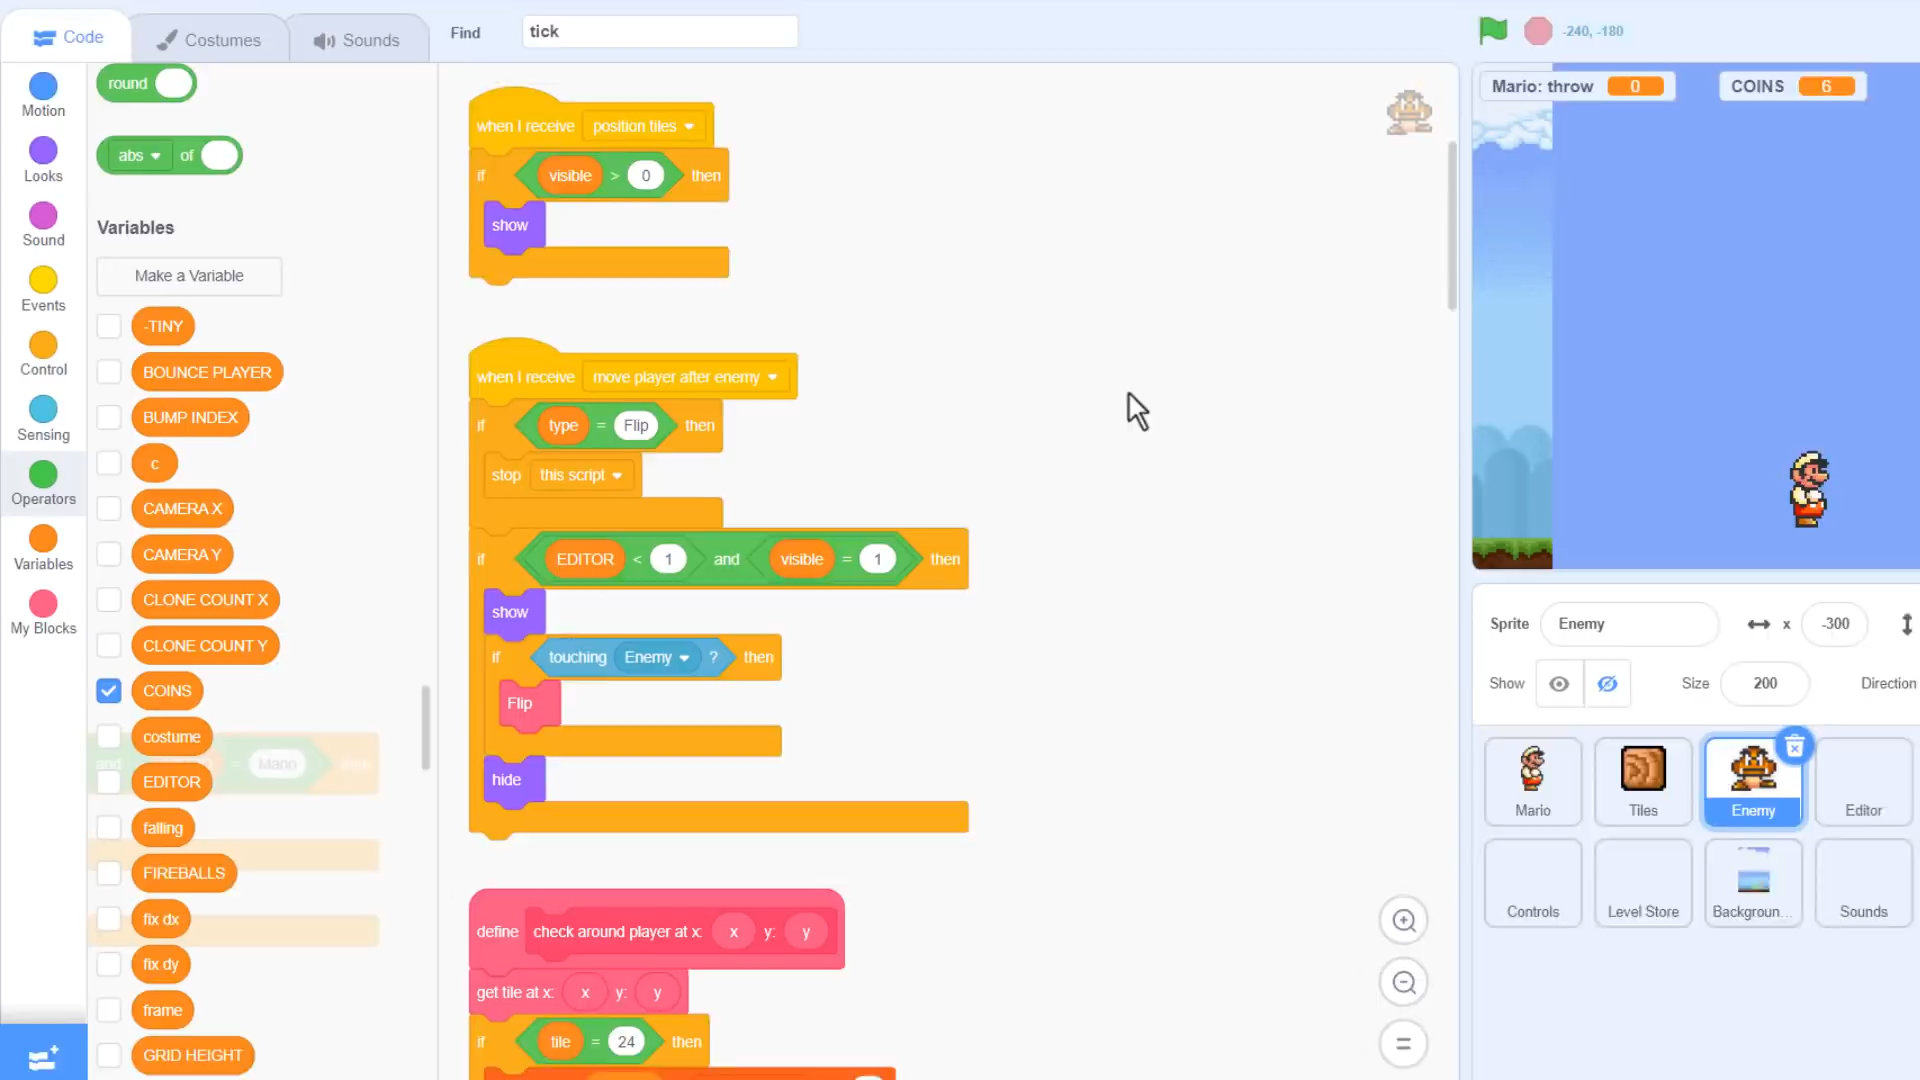 Code
Costumes
Sounds
Find
tick
-240, -180
Motion
Looks
Sound
Events
Control
Sensing
Operators
Variables
My Blocks
round
abs of
Variables
Make a Variable
-TINY
BOUNCE PLAYER
BUMP INDEX
c
CAMERA X
CAMERA Y
CLONE COUNT X
CLONE COUNT Y
COINS
costume
and = Mario then
EDITOR
falling
FIREBALLS
fix dx
fix dy
frame
GRID HEIGHT
when I receive position tiles
if visible > 0 then
show
when I receive move player after enemy
if type = Flip then
stop this script
if EDITOR < 1 and visible = 1 then
show
if touching Enemy ? then
Flip
hide
define check around player at x: x y: y
get tile at x: x y: y
if tile = 24 then
Mario: throw 0
COINS 6
Sprite Enemy x -300
Show Size 200 Direction
Mario
Tiles
Enemy
Editor
Controls
Level Store
Backgroun...
Sounds